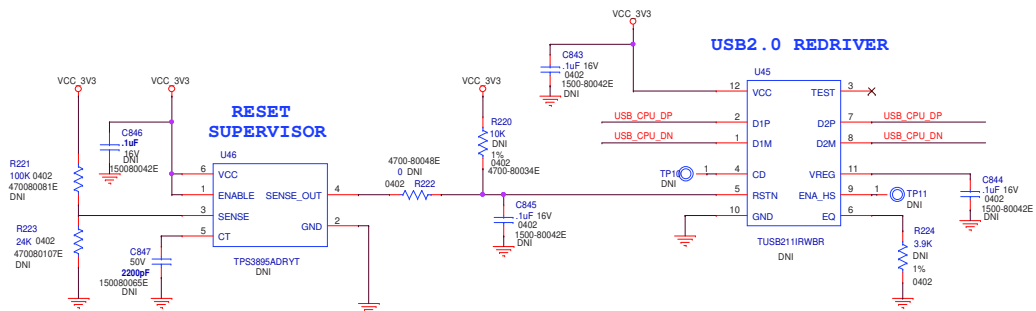 VCC_3V3
C843
.1uF 16V
0402
1500-80042E
DNI
USB2.0 REDRIVER
U45
12
VCC
TEST
3
USB_CPU_DP
2
D1P
D2P
7
USB_CPU_DP
USB_CPU_DN
1
D1M
D2M
8
USB_CPU_DN
TP10
DNI
1
4
CD
VREG
11
5
RSTN
ENA_HS
9
1
TP11
DNI
10
GND
EQ
6
TUSB211IRWBR
DNI
C844
.1uF 16V
0402
1500-80042E
DNI
R224
3.9K
DNI
1%
0402
VCC_3V3
VCC_3V3
VCC_3V3
RESET
SUPERVISOR
C846
.1uF
16V
DNI
150080042E
U46
6
VCC
1
ENABLE
SENSE_OUT
4
3
SENSE
GND
2
5
CT
TPS3895ADRYT
DNI
R221
100K 0402
470080081E
DNI
R223
24K 0402
470080107E
DNI
C847
50V
2200pF
150080065E
DNI
4700-80048E
0 DNI
0402 R222
R220
10K
DNI
1%
0402
4700-80034E
C845
.1uF 16V
0402
1500-80042E
DNI